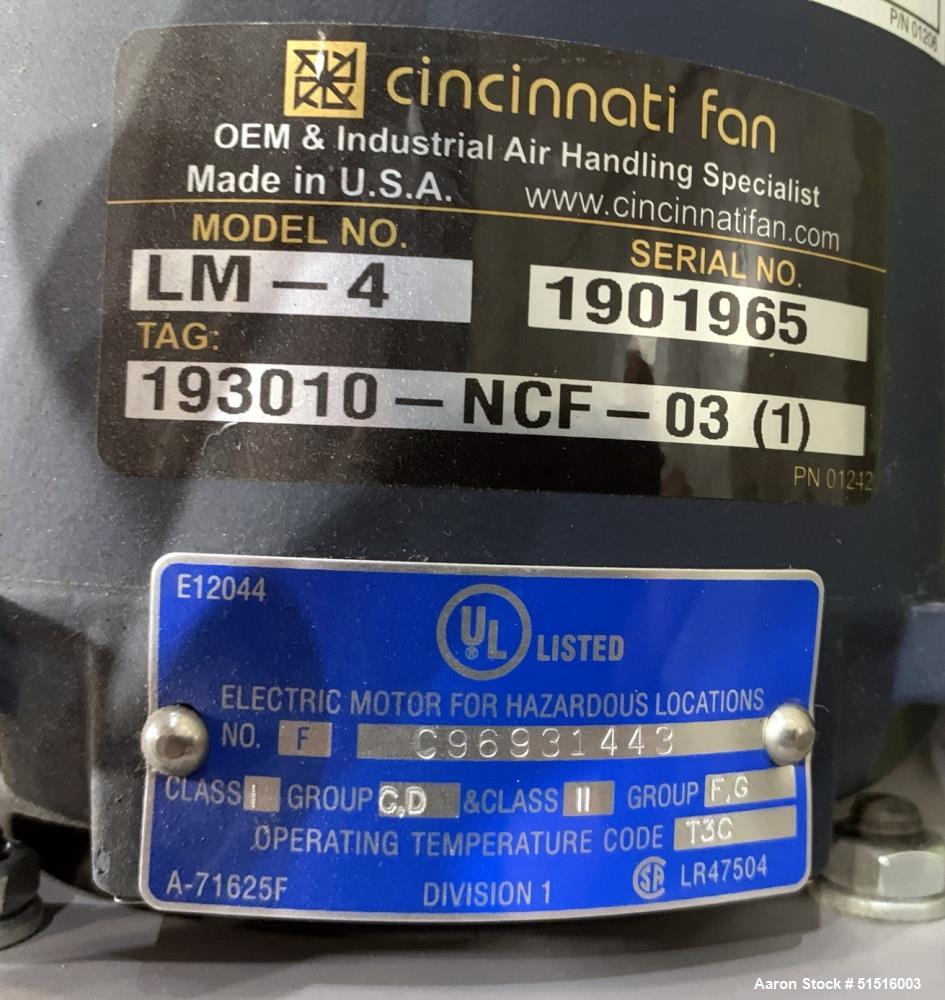 P/N 01206
cincinnati fan
OEM & Industrial Air Handling Specialist
Made in U.S.A. www.cincinnatifan.com
MODEL NO. SERIAL NO.
LM - 4 1901965
TAG:
193010 - NCF - 03 (1)
PN 01242
E12044
UL LISTED
ELECTRIC MOTOR FOR HAZARDOUS LOCATIONS
NO. F C96931443
CLASS I GROUP C,D & CLASS II GROUP F,G
OPERATING TEMPERATURE CODE T3C
A-71625F DIVISION 1 SA LR47504
Aaron Stock # 51516003